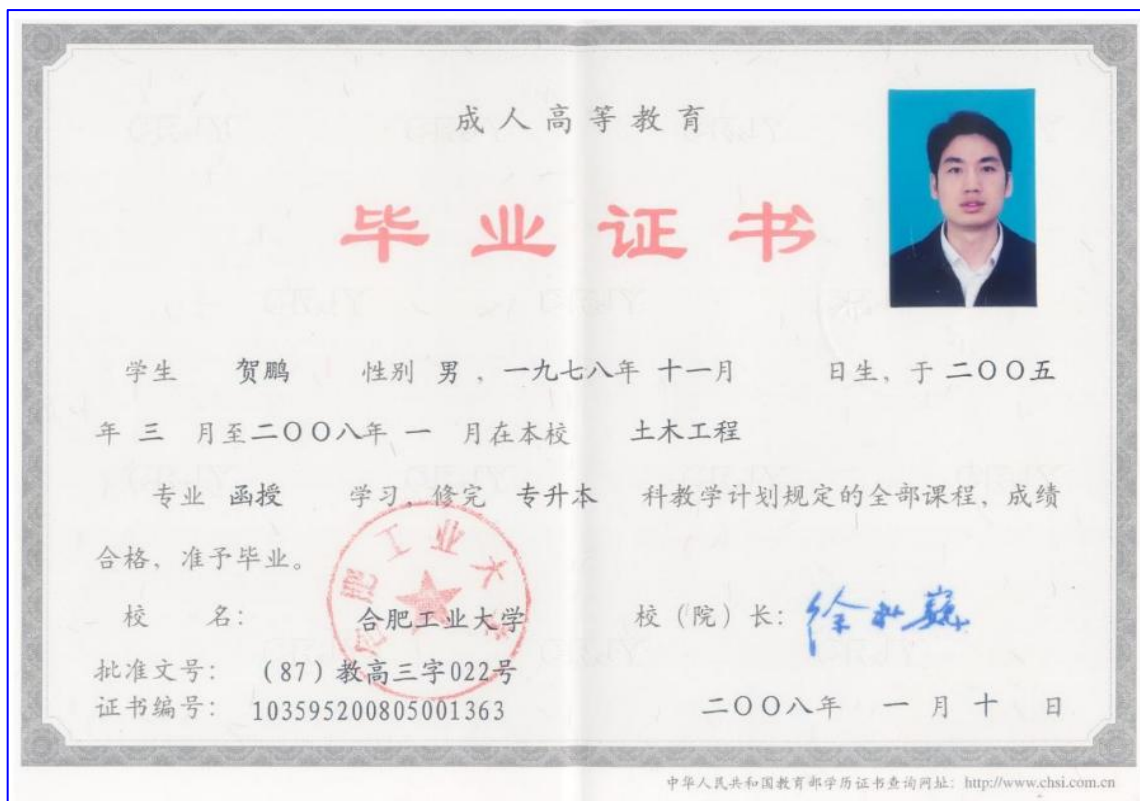 成人高等教育
毕业证书
学生 贺鹏 性别 男，一九七八年 十一月 日生，于 二〇〇五
年 三 月至二〇〇八年 一 月在本校 土木工程
专业 函授 学习，修完 专升本 科教学计划规定的全部课程，成绩
合格，准予毕业。
合肥工业大学
校 名： 合肥工业大学 校（院）长：
批准文号： （87）教高三字022号
证书编号： 103595200805001363 二〇〇八年 一 月 十 日
中华人民共和国教育部学历证书查询网址：http://www.chsi.com.cn